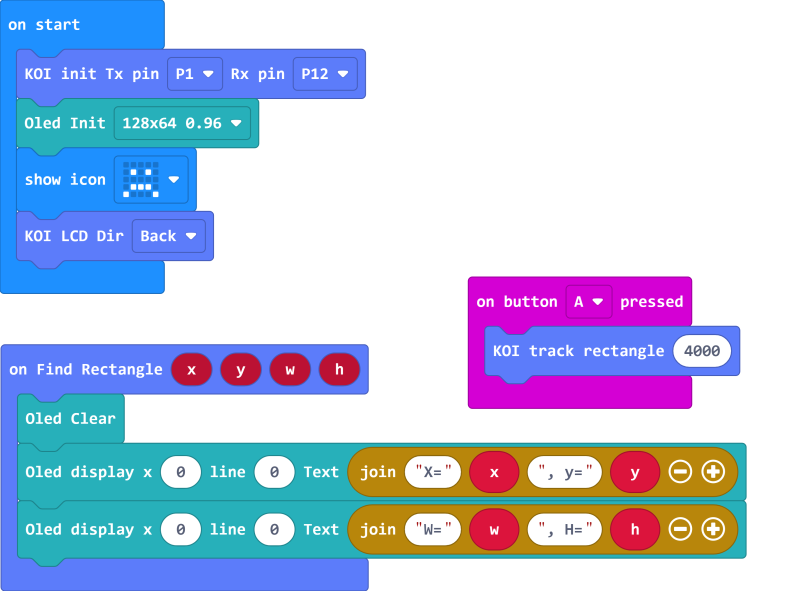 on start
KOI init Tx pin P1 Rx pin P12
Oled Init 128x64 0.96
show icon
KOI LCD Dir Back
on button A pressed
KOI track rectangle 4000
on Find Rectangle x y w h
Oled Clear
Oled display x 0 line 0 Text join "X=" x ", y=" y
Oled display x 0 line 0 Text join "W=" w ", H=" h